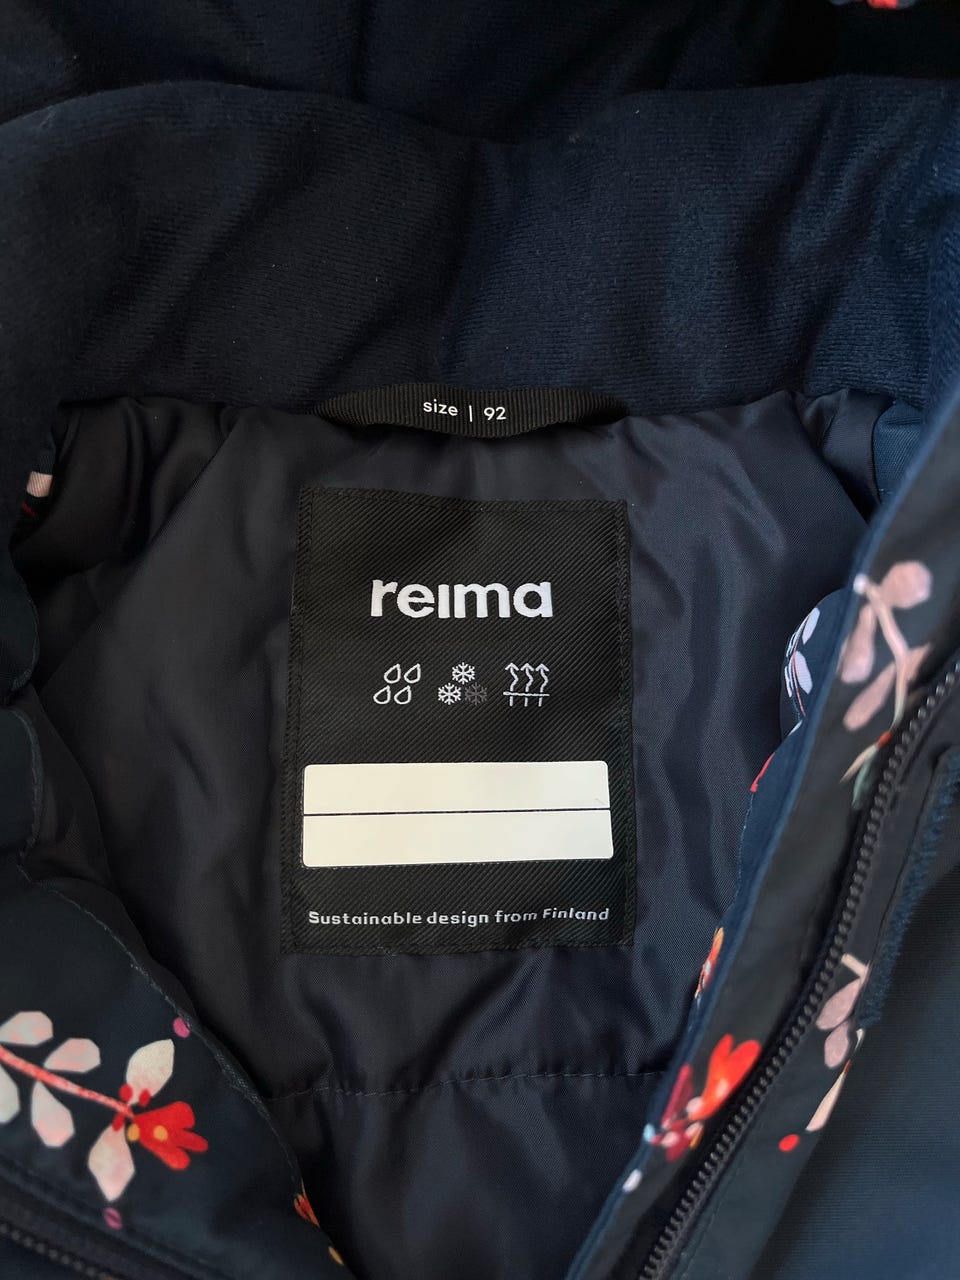 size | 92
reima
Sustainable design from Finland